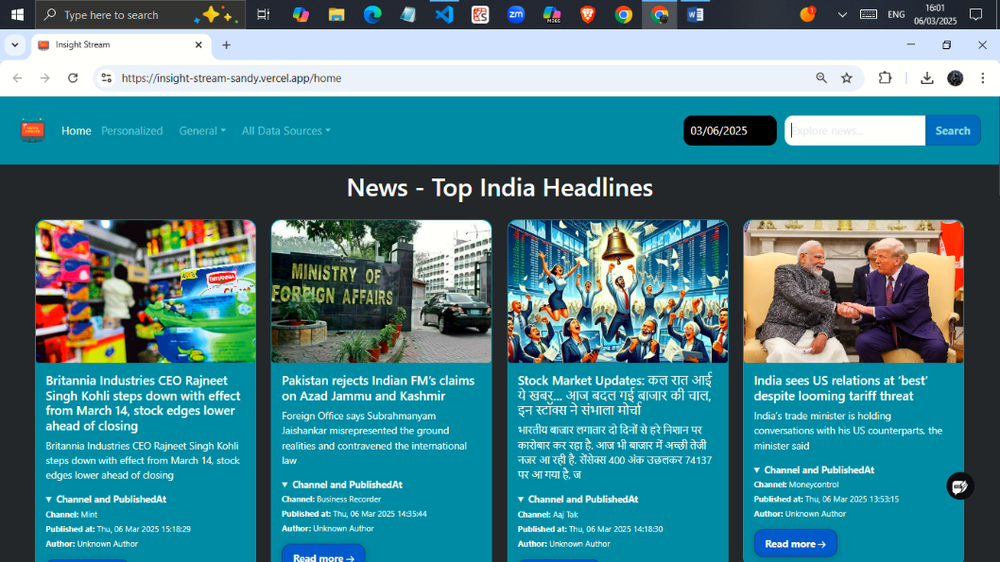 Type here to search
ENG
16:01
06/03/2025
Insight Stream
https://insight-stream-sandy.vercel.app/home
Home Personalized General All Data Sources
03/06/2025
Explore news...
Search
News - Top India Headlines
BRITANNIA
Britannia Industries CEO Rajneet
Singh Kohli steps down with effect
from March 14, stock edges lower
ahead of closing
Britannia Industries CEO Rajneet Singh Kohli
steps down with effect from March 14, stock
edges lower ahead of closing
▼ Channel and PublishedAt
Channel: Mint
Published at: Thu, 06 Mar 2025 15:18:29
Author: Unknown Author
MINISTRY OF
FOREIGN AFFAIRS
Pakistan rejects Indian FM’s claims
on Azad Jammu and Kashmir
Foreign Office says Subrahmanyam
Jaishankar misrepresented the ground
realities and contravened the international
law
▼ Channel and PublishedAt
Channel: Business Recorder
Published at: Thu, 06 Mar 2025 14:35:44
Author: Unknown Author
Read more →
Stock Market Updates: कल रात आई
ये खबर... आज बदल गई बाजार की चाल,
इन स्टॉक्स ने संभाला मोर्चा
भारतीय बाजार लगातार दो दिनों से हरे निशान पर
कारोबार कर रहा है. आज भी बाजार में अच्छी तेजी
नजर आ रही है. सेंसेक्स 400 अंक उछलकर 74137
पर आ गया है, ज
▼ Channel and PublishedAt
Channel: Aaj Tak
Published at: Thu, 06 Mar 2025 14:18:30
Author: Unknown Author
India sees US relations at ‘best’
despite looming tariff threat
India’s trade minister is holding
conversations with his US counterparts, the
minister said
▼ Channel and PublishedAt
Channel: Moneycontrol
Published at: Thu, 06 Mar 2025 13:53:15
Author: Unknown Author
Read more →